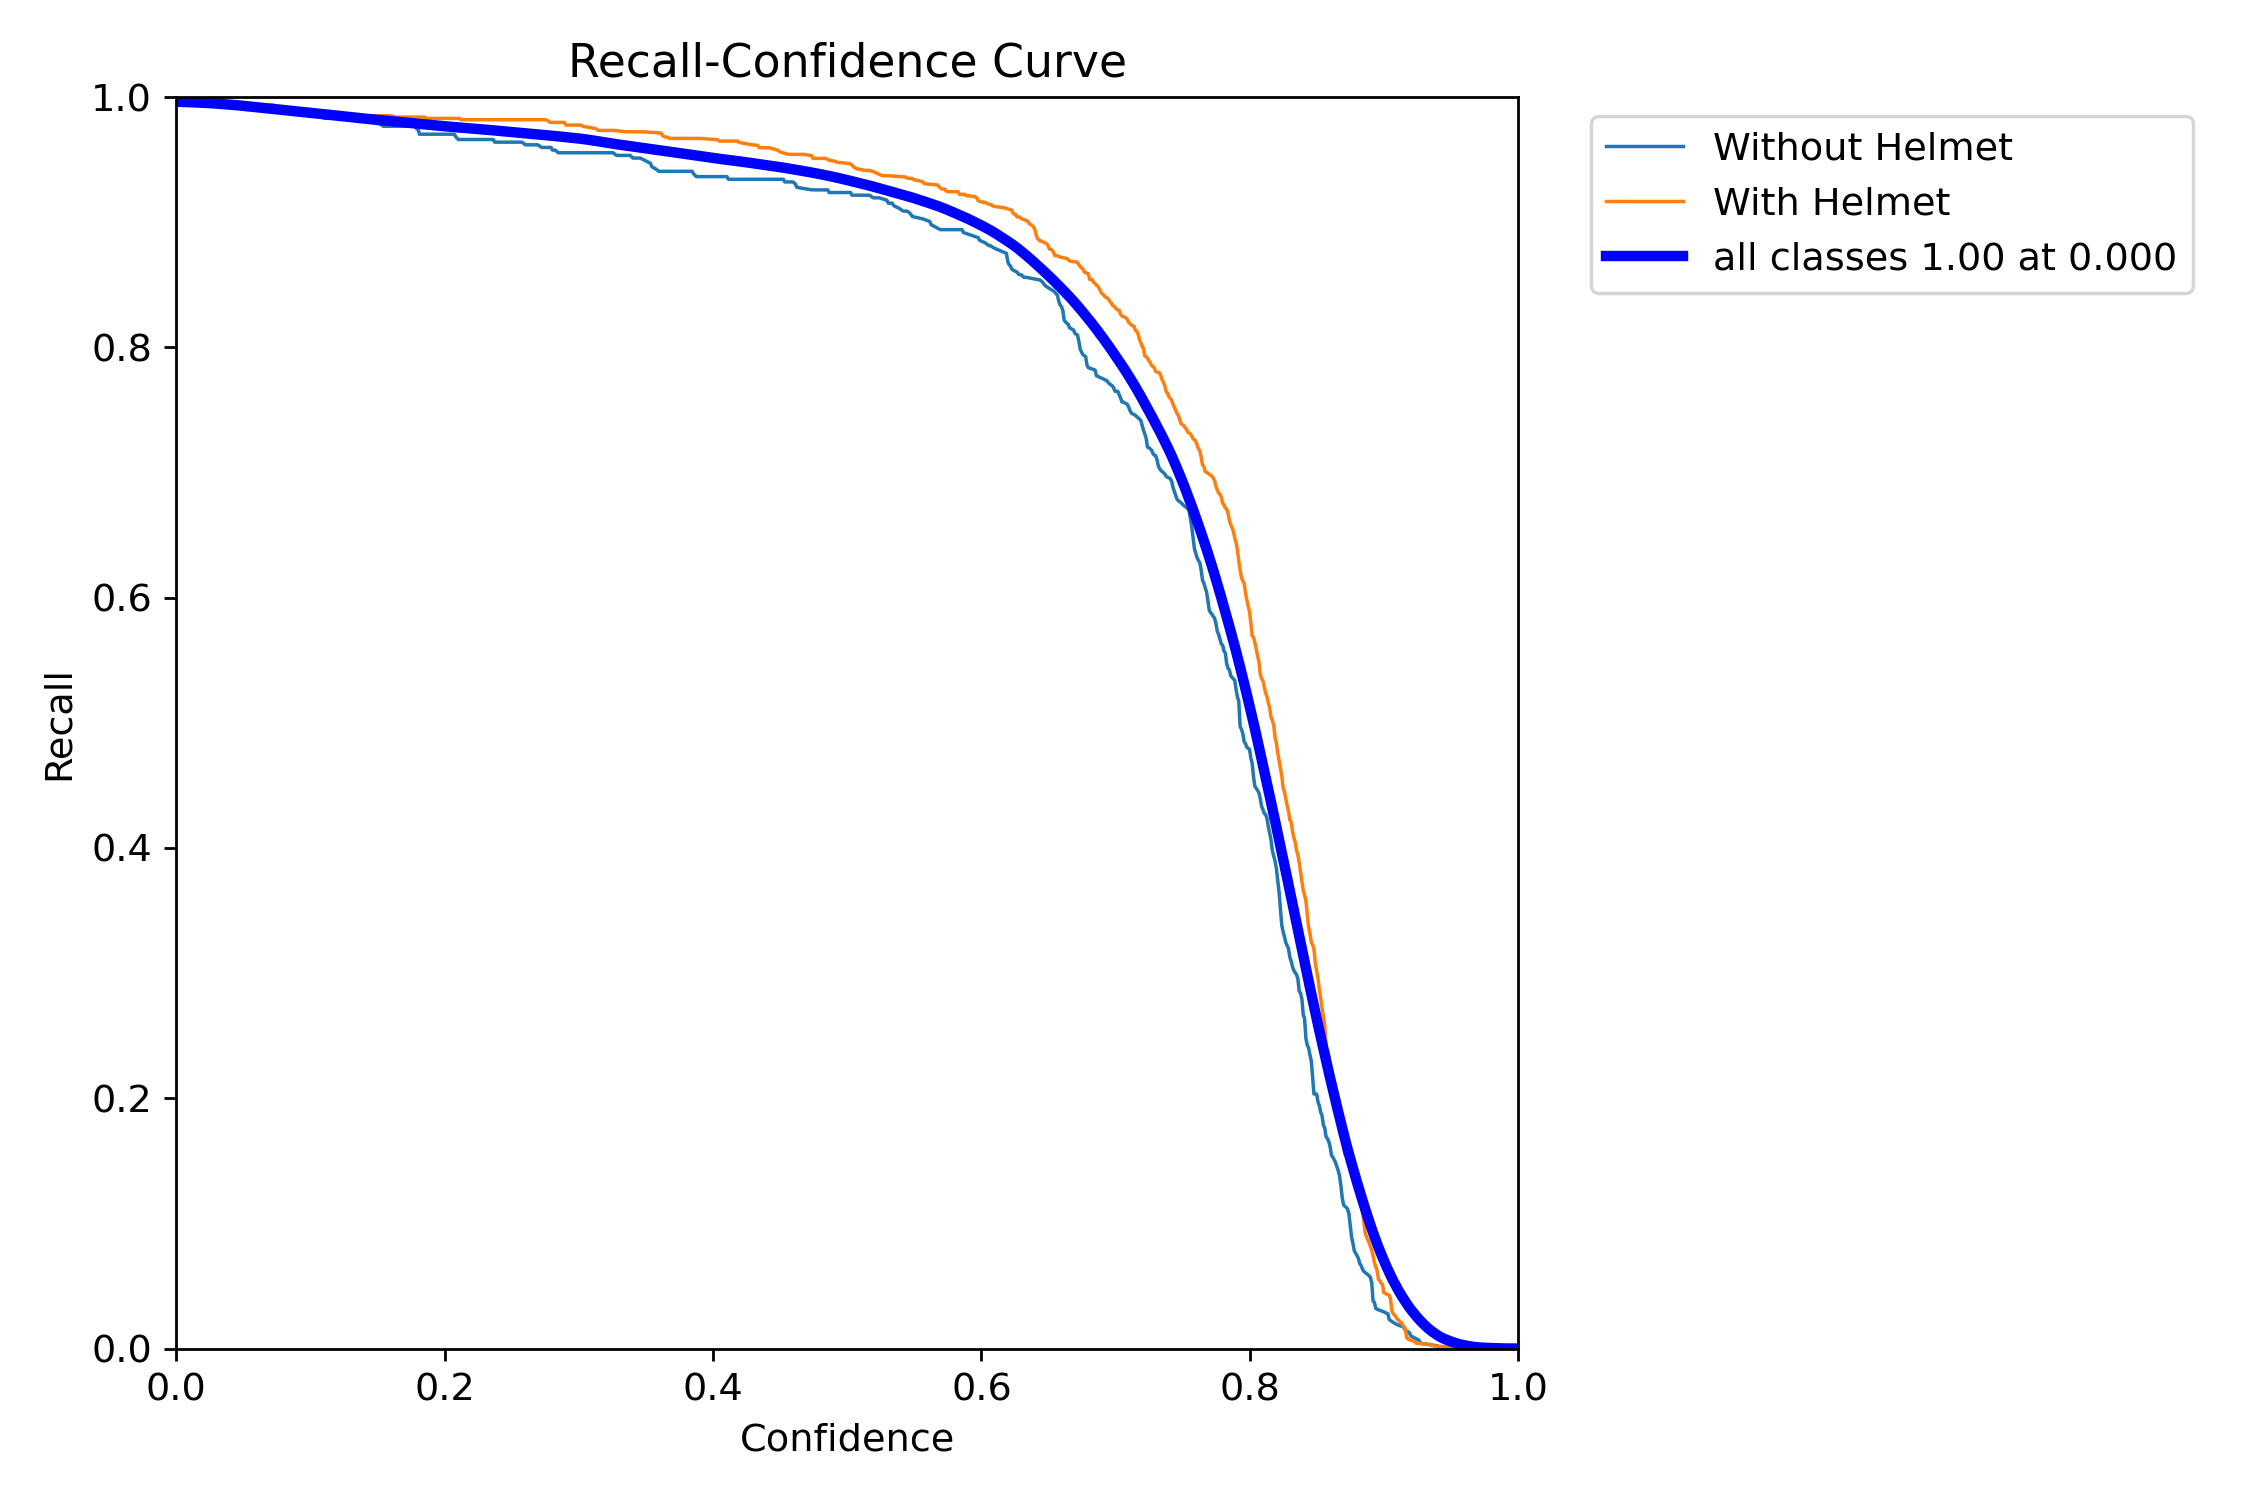 Recall-Confidence Curve
1.0
0.8
0.6
0.4
0.2
0.0
Recall
0.0 0.2 0.4 0.6 0.8 1.0
Confidence
Without Helmet
With Helmet
all classes 1.00 at 0.000